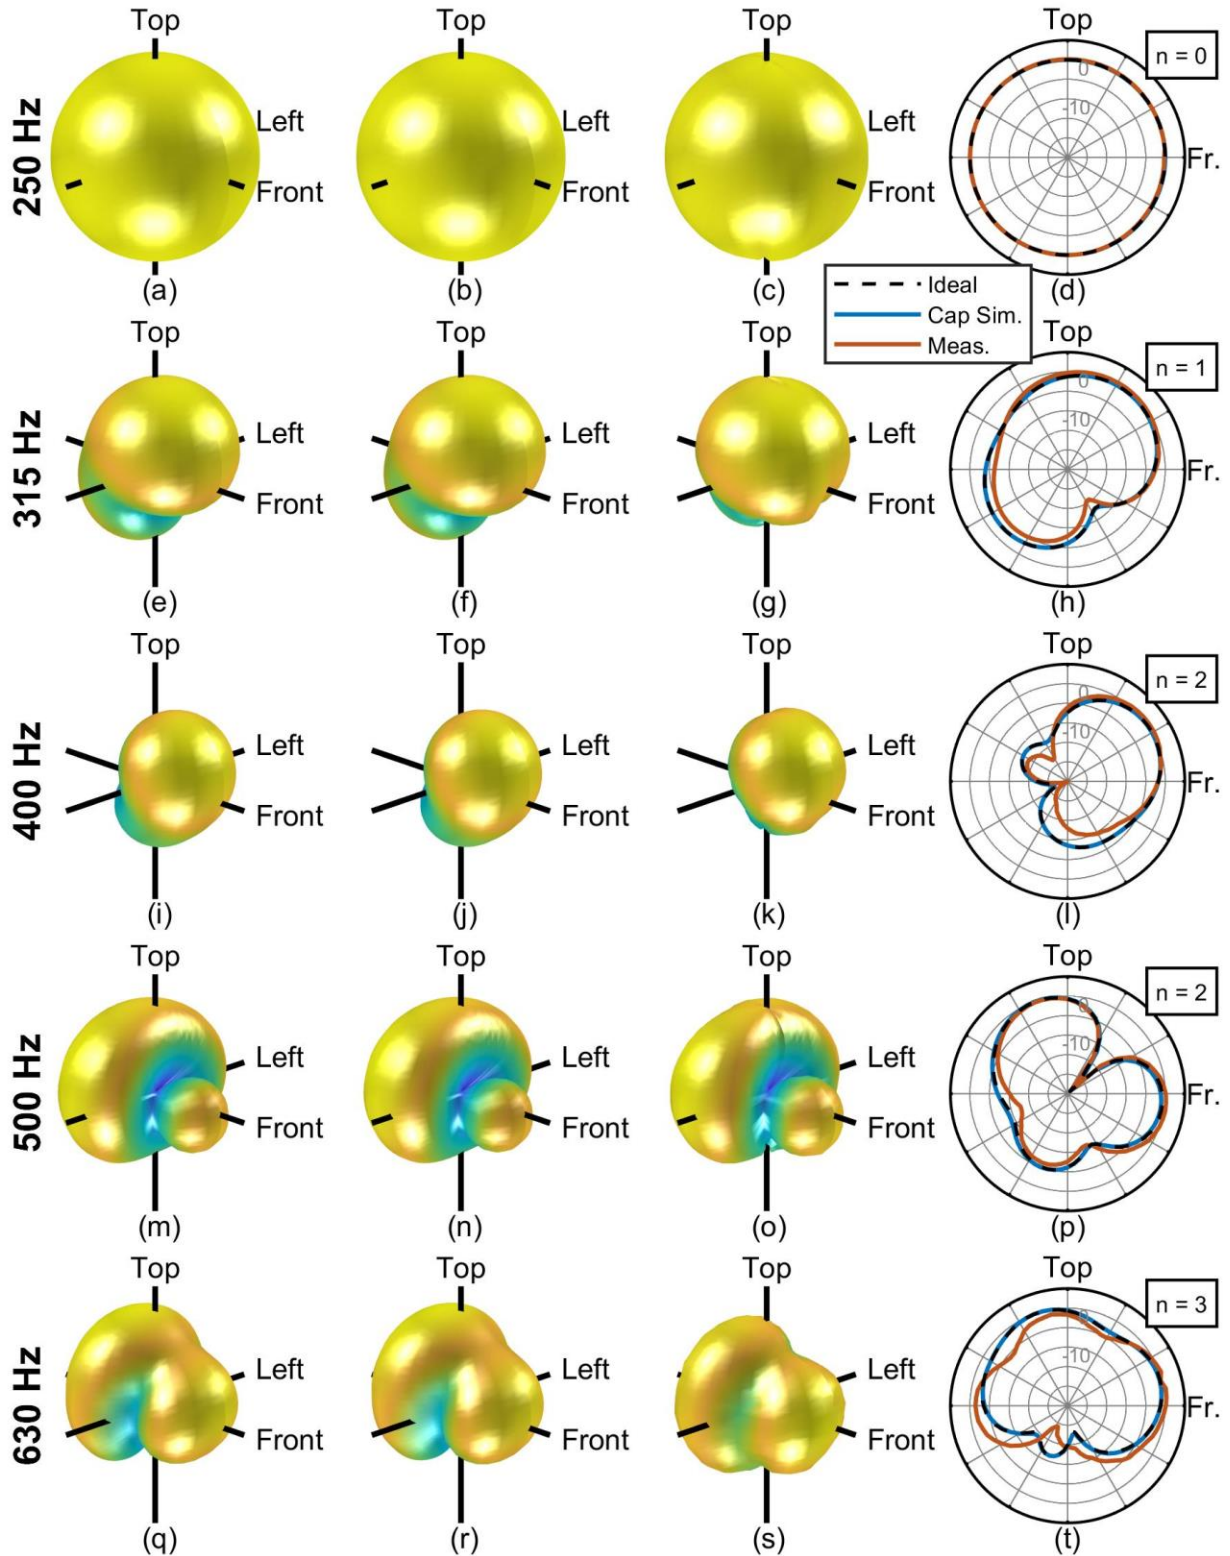 Top Top Top Top
n = 0
250 Hz
Left Left Left
Front Front Front Fr.
0
-10
(a) (b) (c) (d)
Ideal
Cap Sim.
Meas.
Top Top Top Top
n = 1
315 Hz
Left Left Left
Front Front Front Fr.
0
-10
(e) (f) (g) (h)
Top Top Top Top
n = 2
400 Hz
Left Left Left
Front Front Front Fr.
0
-10
(i) (j) (k) (l)
Top Top Top Top
n = 2
500 Hz
Left Left Left
Front Front Front Fr.
0
-10
(m) (n) (o) (p)
Top Top Top Top
n = 3
630 Hz
Left Left Left
Front Front Front Fr.
0
-10
(q) (r) (s) (t)